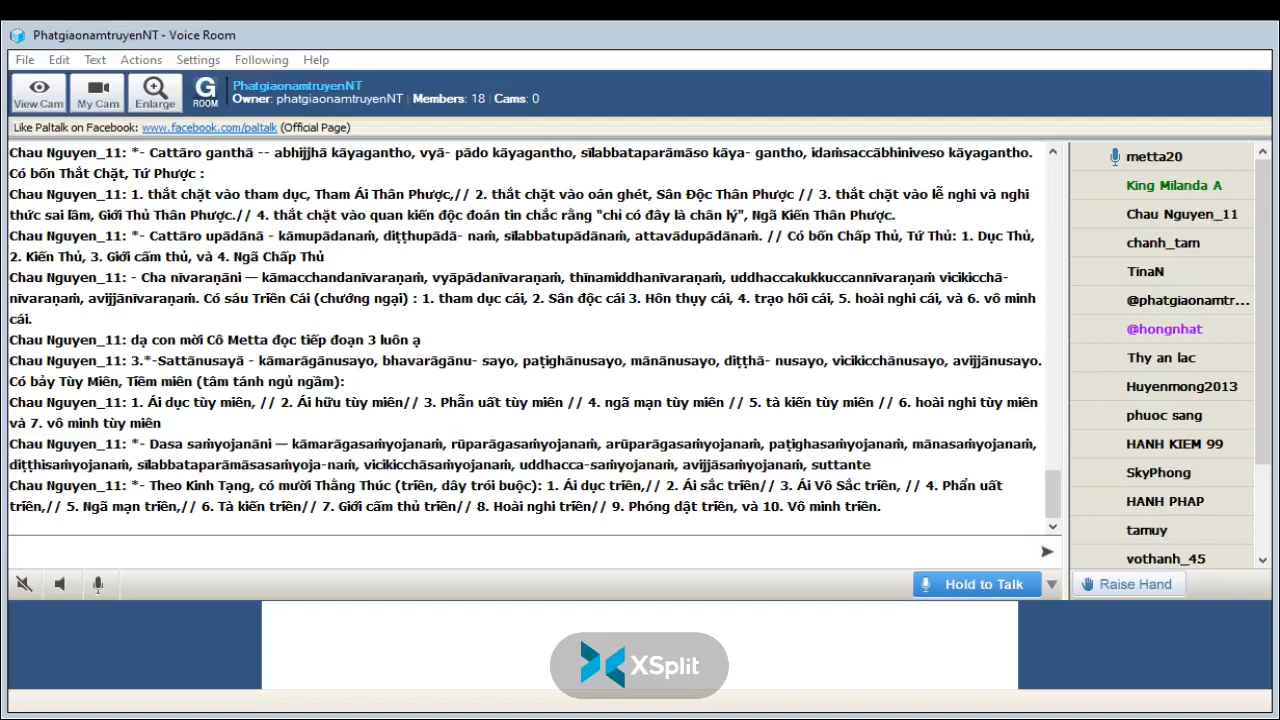 PhatgiaonamtruyenNT - Voice Room
File Edit Text Actions Settings Following Help
View Cam My Cam Enlarge G ROOM
PhatgiaonamtruyenNT
Owner: phatgiaonamtruyenNT | Members: 18 | Cams: 0
Like Paltalk on Facebook: www.facebook.com/paltalk (Official Page)
Chau Nguyen_11: *- Cattāro ganthā -- abhijjhā kāyagantho, vyā- pādo kāyagantho, sīlabbataparāmāso kāya- gantho, idaṁsaccābhiniveso kāyagantho.
Có bốn Thắt Chặt, Tứ Phược :
Chau Nguyen_11: 1. thắt chặt vào tham dục, Tham Ái Thân Phược,// 2. thắt chặt vào oán ghét, Sân Độc Thân Phược // 3. thắt chặt vào lễ nghi và nghi
thức sai lầm, Giới Thủ Thân Phược.// 4. thắt chặt vào quan kiến độc đoán tin chắc rằng "chỉ có đây là chân lý", Ngã Kiến Thân Phược.
Chau Nguyen_11: *- Cattāro upādānā - kāmupādanaṁ, diṭṭhupādā- naṁ, sīlabbatupādānaṁ, attavādupādānaṁ. // Có bốn Chấp Thủ, Tứ Thủ: 1. Dục Thủ,
2. Kiến Thủ, 3. Giới cấm thủ, và 4. Ngã Chấp Thủ
Chau Nguyen_11: - Cha nīvaraṇāni — kāmacchandanīvaraṇaṁ, vyāpādanīvaraṇaṁ, thīnamiddhanīvaraṇaṁ, uddhaccakukkuccannīvaraṇaṁ vicikicchā-
nīvaraṇaṁ, avijjānīvaraṇaṁ. Có sáu Triền Cái (chướng ngại) : 1. tham dục cái, 2. Sân độc cái 3. Hôn thụy cái, 4. trạo hối cái, 5. hoài nghi cái, và 6. vô minh
cái.
Chau Nguyen_11: dạ con mời Cô Metta đọc tiếp đoạn 3 luôn ạ
Chau Nguyen_11: 3.*-Sattānusayā - kāmarāgānusayo, bhavarāgānu- sayo, paṭighānusayo, mānānusayo, diṭṭhā- nusayo, vicikicchānusayo, avijjānusayo.
Có bảy Tùy Miên, Tiềm miên (tâm tánh ngủ ngầm):
Chau Nguyen_11: 1. Ái dục tùy miên, // 2. Ái hữu tùy miên// 3. Phẫn uất tùy miên // 4. ngã mạn tùy miên // 5. tà kiến tùy miên // 6. hoài nghi tùy miên
và 7. vô minh tùy miên
Chau Nguyen_11: *- Dasa saṁyojanāni — kāmarāgasaṁyojanaṁ, rūparāgasaṁyojanaṁ, arūparāgasaṁyojanaṁ, paṭighasaṁyojanaṁ, mānasaṁyojanaṁ,
diṭṭhisaṁyojanaṁ, sīlabbataparāmāsasaṁyoja-naṁ, vicikicchāsaṁyojanaṁ, uddhacca-saṁyojanaṁ, avijjāsaṁyojanaṁ, suttante
Chau Nguyen_11: *- Theo Kinh Tạng, có mười Thằng Thúc (triền, dây trói buộc): 1. Ái dục triền,// 2. Ái sắc triền// 3. Ái Vô Sắc triền, // 4. Phẩn uất
triền,// 5. Ngã mạn triền,// 6. Tà kiến triền// 7. Giới cấm thủ triền// 8. Hoài nghi triền// 9. Phóng dật triền, và 10. Vô minh triền.
metta20
King Milanda A
Chau Nguyen_11
chanh_tam
TinaN
@phatgiaonamtr...
@hongnhat
Thy an lac
Huyenmong2013
phuoc sang
HANH KIEM 99
SkyPhong
HANH PHAP
tamuy
vothanh_45
Hold to Talk
Raise Hand
XSplit